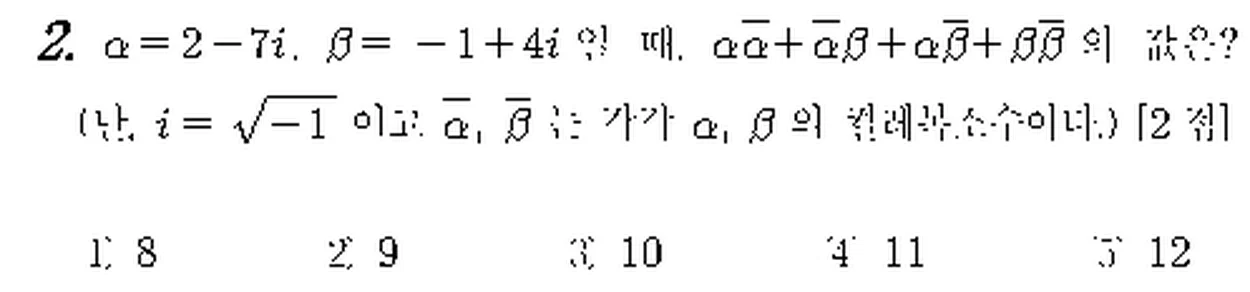 2. α=2-7i, β= -1+4i 일 때, αᾱ+ᾱβ+αβ̄+ββ̄ 의 값은?
(단, i=√-1 이고 ᾱ, β̄ 는 각각 α, β 의 켤레복소수이다.) [2 점]
① 8 ② 9 ③ 10 ④ 11 ⑤ 12